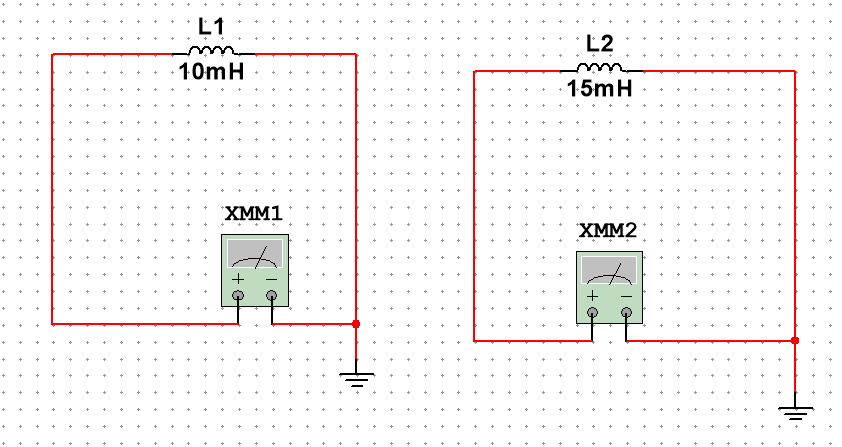 L1
10mH
XMM1
+ −
L2
15mH
XMM2
+ −